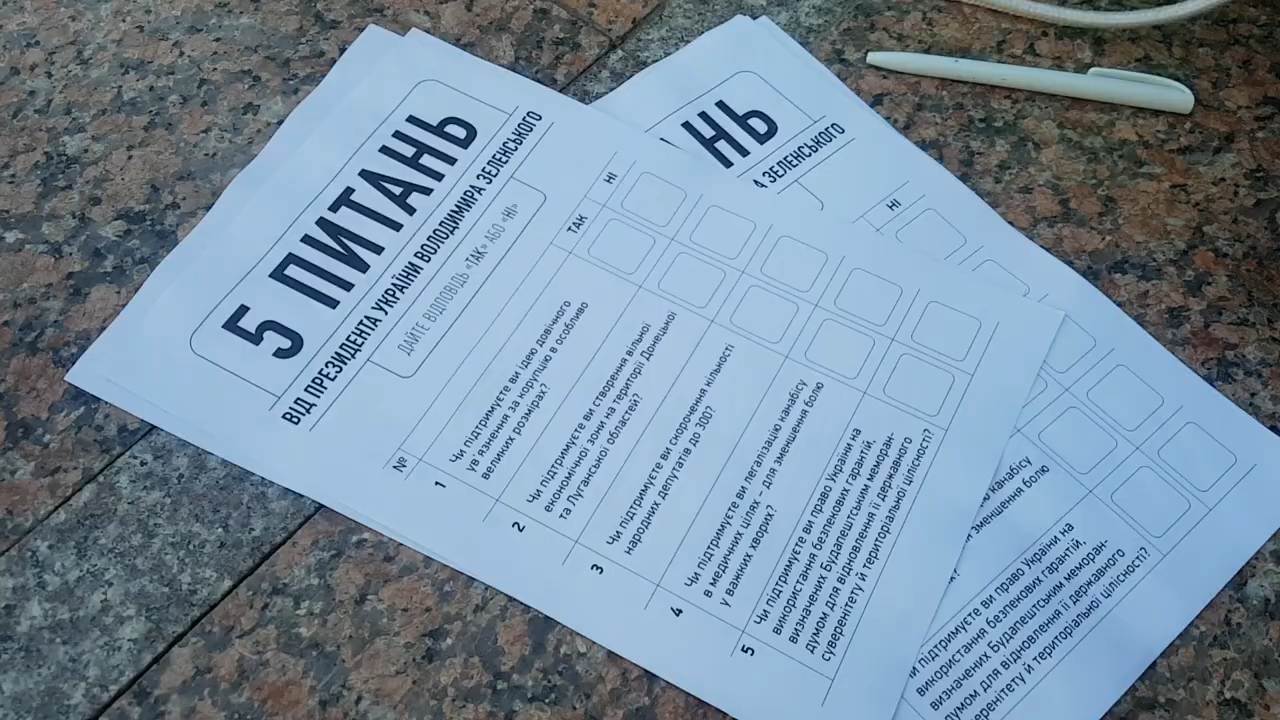 5 ПИТАНЬ
ВІД ПРЕЗИДЕНТА УКРАЇНИ ВОЛОДИМИРА ЗЕЛЕНСЬКОГО
ДАЙТЕ ВІДПОВІДЬ «ТАК» АБО «НІ»
№ ТАК НІ
1 Чи підтримуєте ви ідею довічного
ув'язнення за корупцію в особливо
великих розмірах?
2 Чи підтримуєте ви створення вільної
економічної зони на території Донецької
та Луганської областей?
3 Чи підтримуєте ви скорочення кількості
народних депутатів до 300?
4 Чи підтримуєте ви легалізацію канабісу
в медичних цілях – для зменшення болю
у важких хворих?
5 Чи підтримуєте ви право України на
використання безпекових гарантій,
визначених Будапештським меморан-
думом для відновлення її державного
суверенітету й територіальної цілісності?
НЬ
А ЗЕЛЕНСЬКОГО
НІ
ю канабісу
зменшення болю
и підтримуєте ви право України на
використання безпекових гарантій,
визначених Будапештським меморан-
думом для відновлення її державного
еренітету й територіальної цілісності?